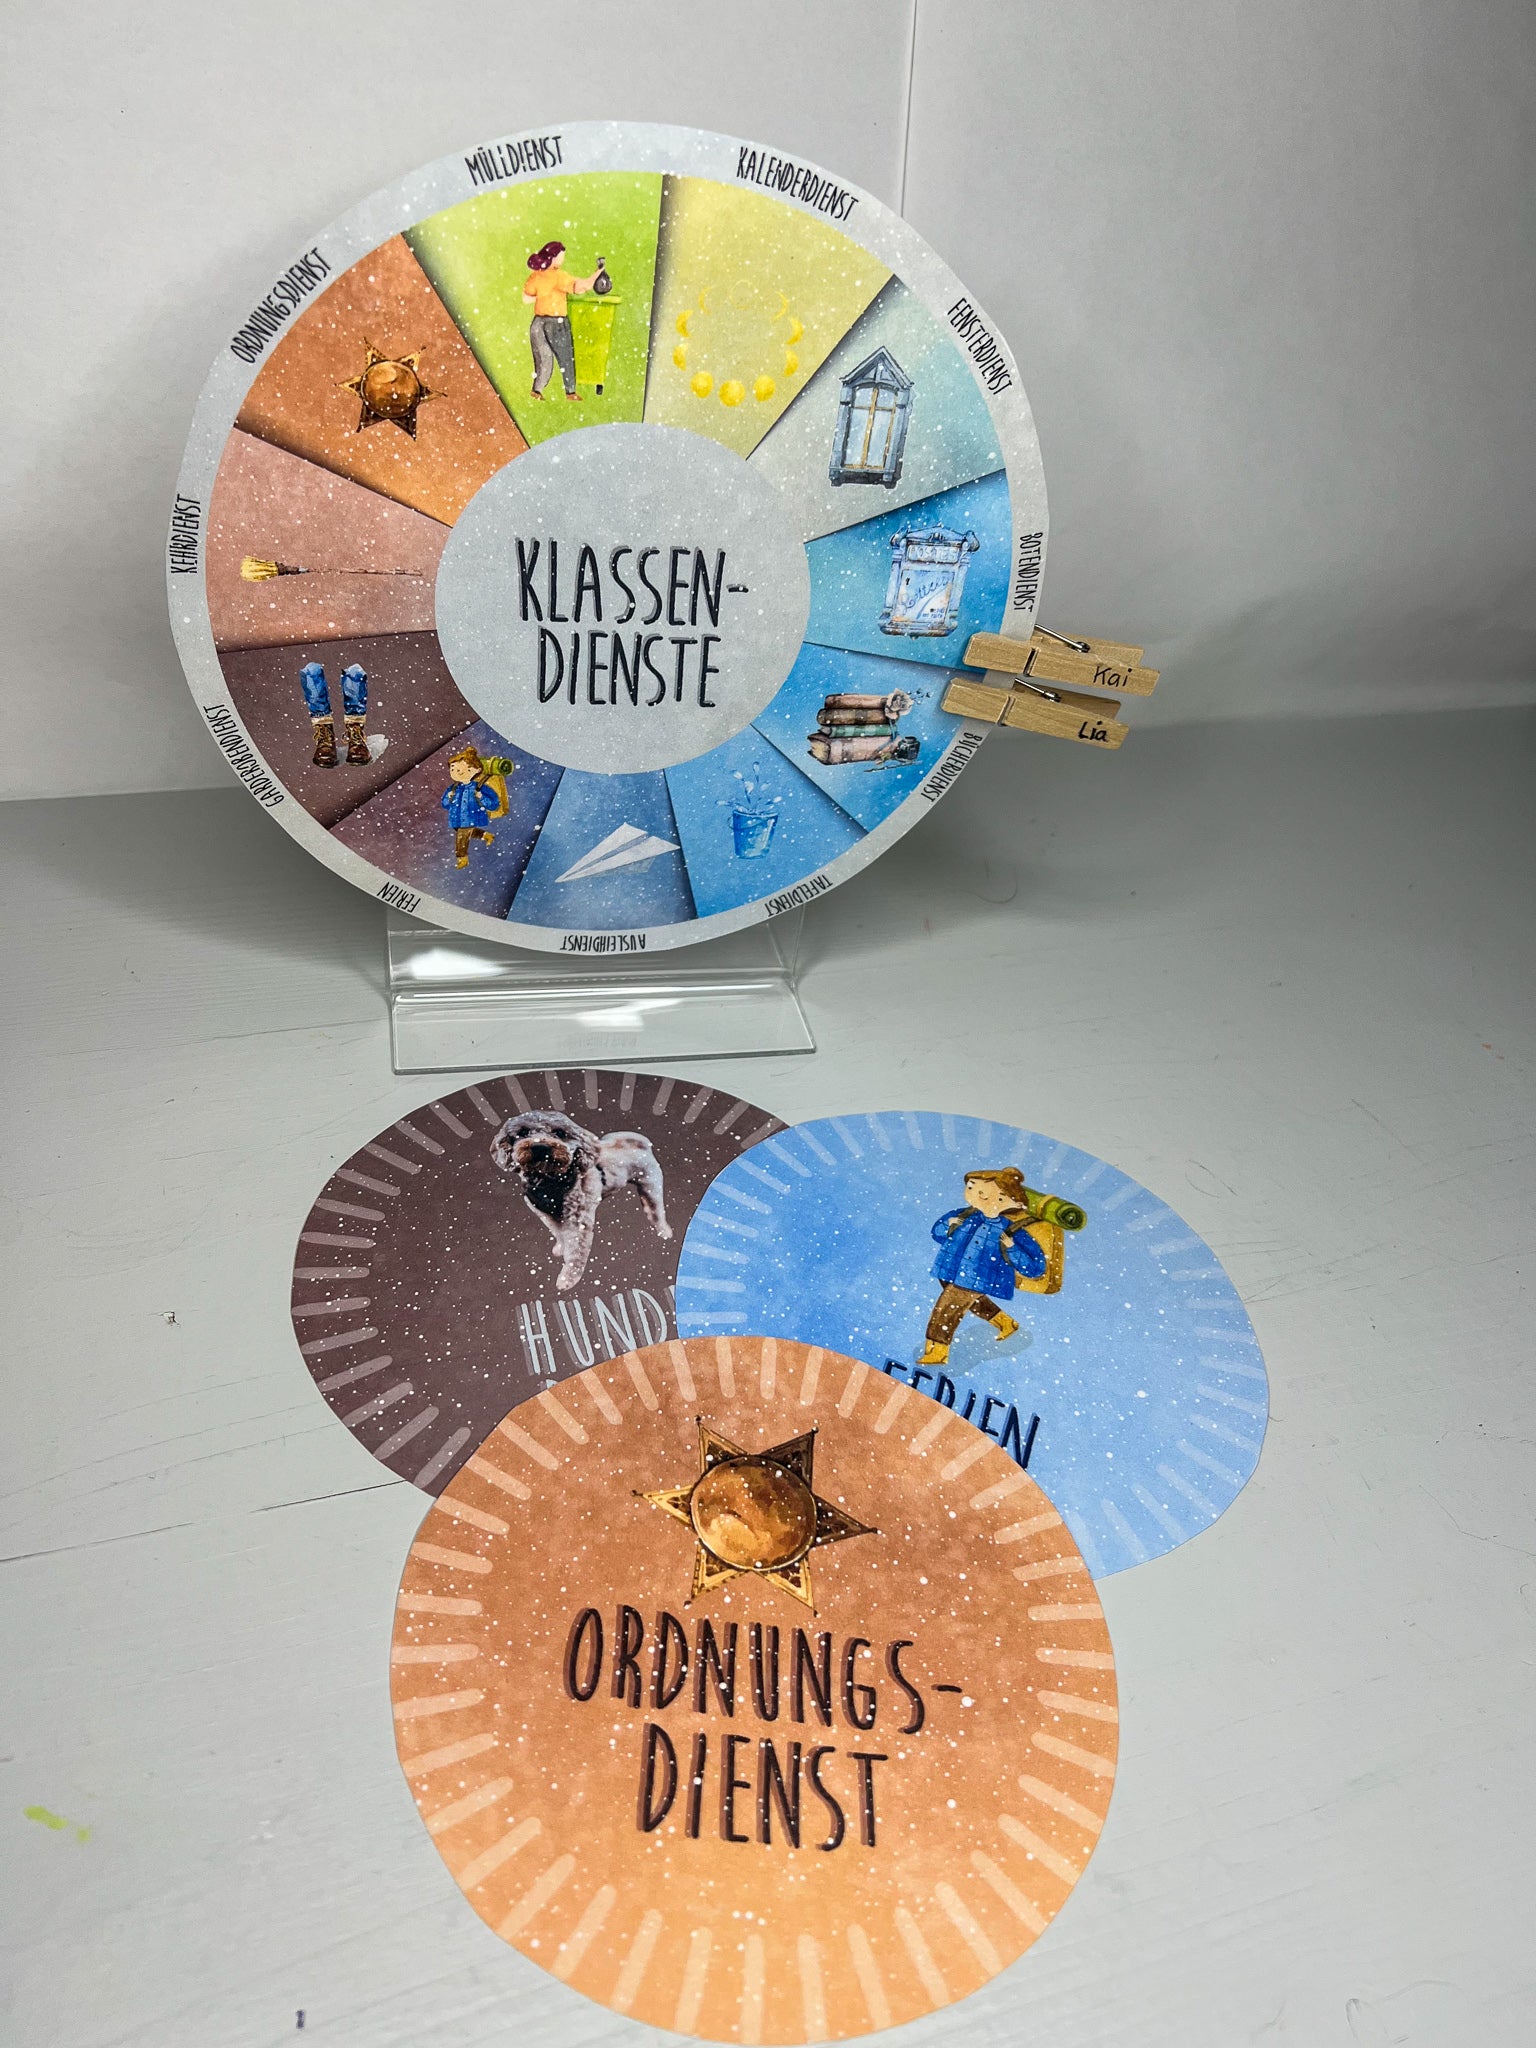 MÜLLDIENST
KALENDERDIENST
FENSTERDIENST
BOTENDIENST
BÜCHERDIENST
TAFELDIENST
AUSLEIHDIENST
FERIEN
GARDEROBENDIENST
KEHRDIENST
ORDNUNGSDIENST
KLASSEN-
DIENSTE
Kai
Lia
HUND
FERIEN
ORDNUNGS-
DIENST